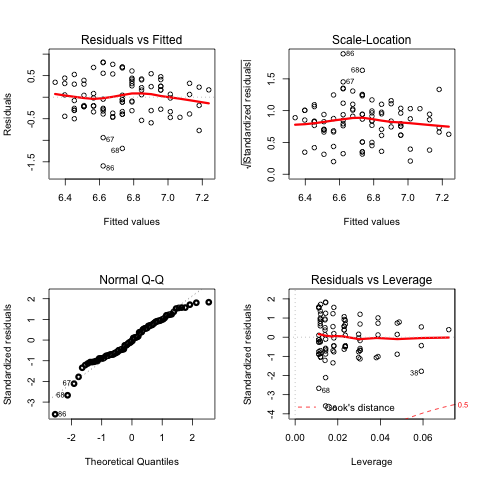 Residuals vs Fitted
Residuals
-1.5
-0.5
0.5
67
68
86
6.4 6.6 6.8 7.0 7.2
Fitted values
Scale-Location
√|Standardized residuals|
0.0
0.5
1.0
1.5
86
68
67
6.4 6.6 6.8 7.0 7.2
Fitted values
Normal Q-Q
Standardized residuals
-3
-2
-1
0
1
2
67
68
86
-2 -1 0 1 2
Theoretical Quantiles
Residuals vs Leverage
Standardized residuals
-4
-3
-2
-1
0
1
2
38
68
Cook's distance
0.5
0.00 0.02 0.04 0.06
Leverage